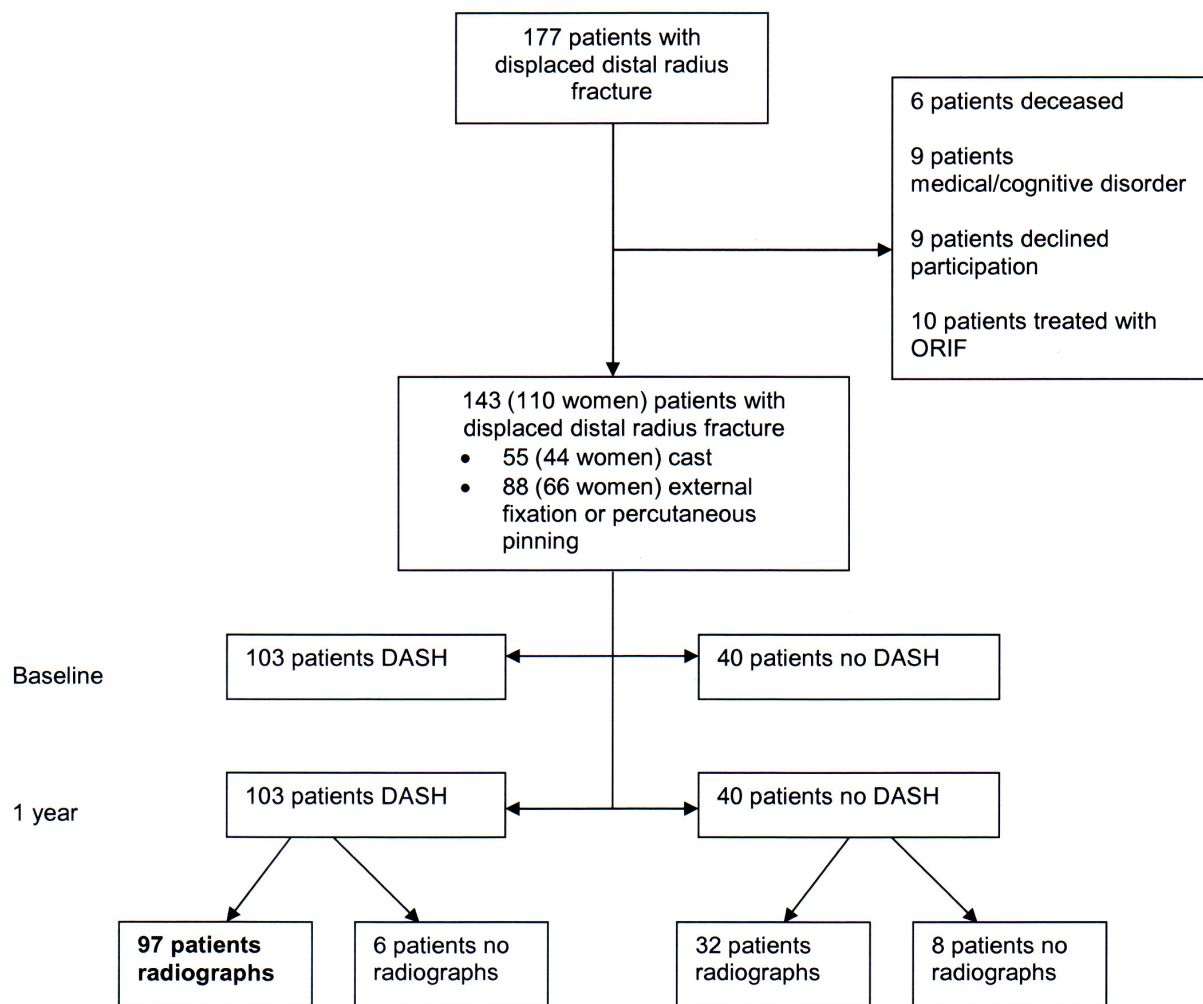 177 patients with
displaced distal radius
fracture
6 patients deceased
9 patients
medical/cognitive disorder
9 patients declined
participation
10 patients treated with
ORIF
143 (110 women) patients with
displaced distal radius fracture
• 55 (44 women) cast
• 88 (66 women) external
fixation or percutaneous
pinning
Baseline
103 patients DASH
40 patients no DASH
1 year
103 patients DASH
40 patients no DASH
97 patients
radiographs
6 patients no
radiographs
32 patients
radiographs
8 patients no
radiographs